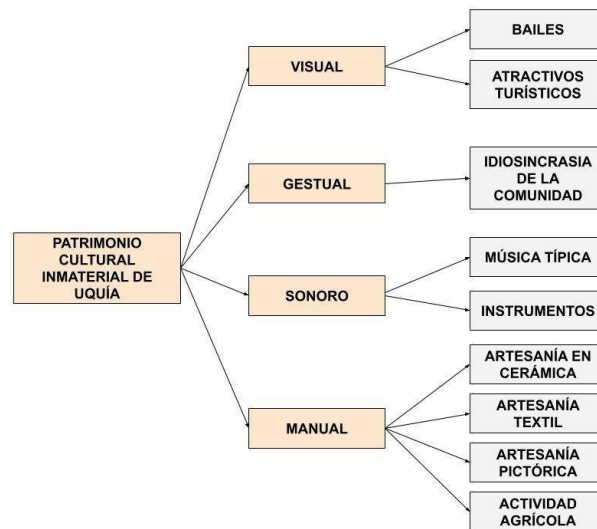 PATRIMONIO
CULTURAL
INMATERIAL DE
UQUÍA
VISUAL
BAILES
ATRACTIVOS
TURÍSTICOS
GESTUAL
IDIOSINCRASIA
DE LA
COMUNIDAD
SONORO
MÚSICA TÍPICA
INSTRUMENTOS
MANUAL
ARTESANÍA EN
CERÁMICA
ARTESANÍA
TEXTIL
ARTESANÍA
PICTÓRICA
ACTIVIDAD
AGRÍCOLA